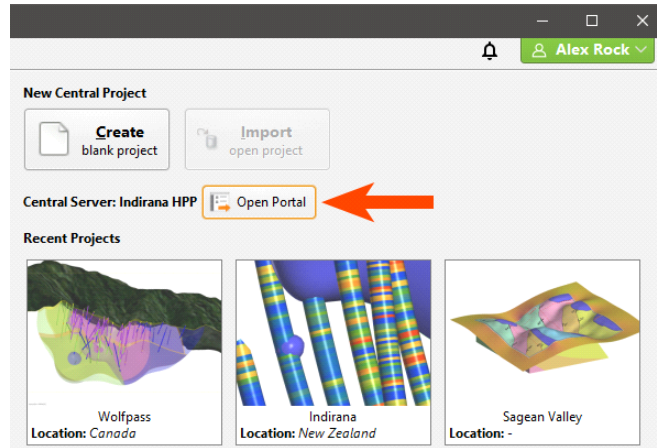 Alex Rock
New Central Project
Create
blank project
Import
open project
Central Server: Indirana HPP
Open Portal
Recent Projects
Wolfpass
Location: Canada
Indirana
Location: New Zealand
Sagean Valley
Location: -